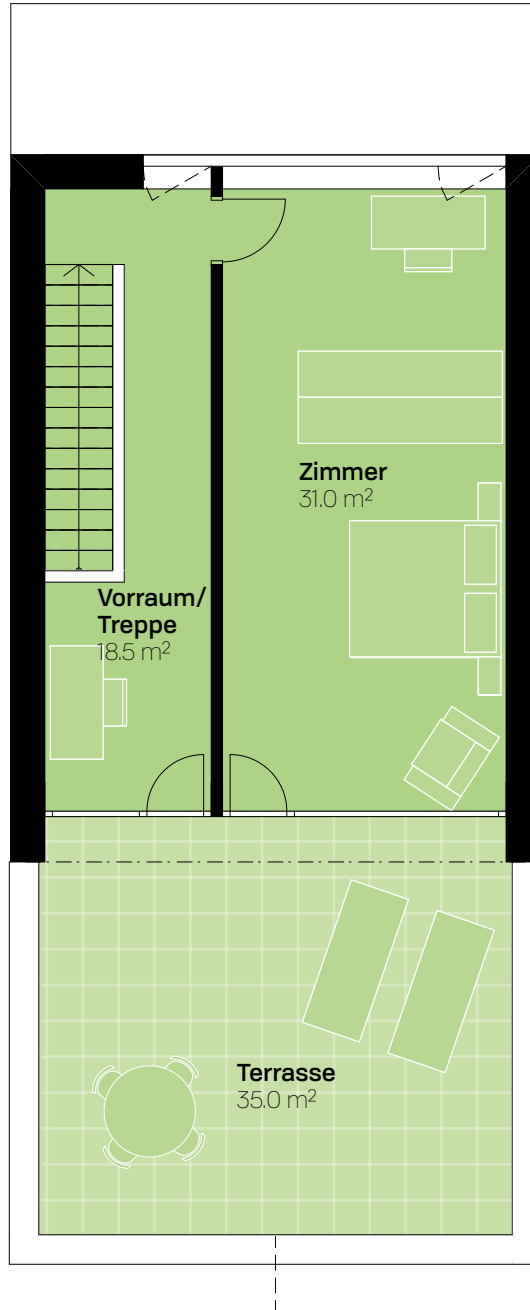 Zimmer
31.0 m²
Vorraum/
Treppe
18.5 m²
Terrasse
35.0 m²